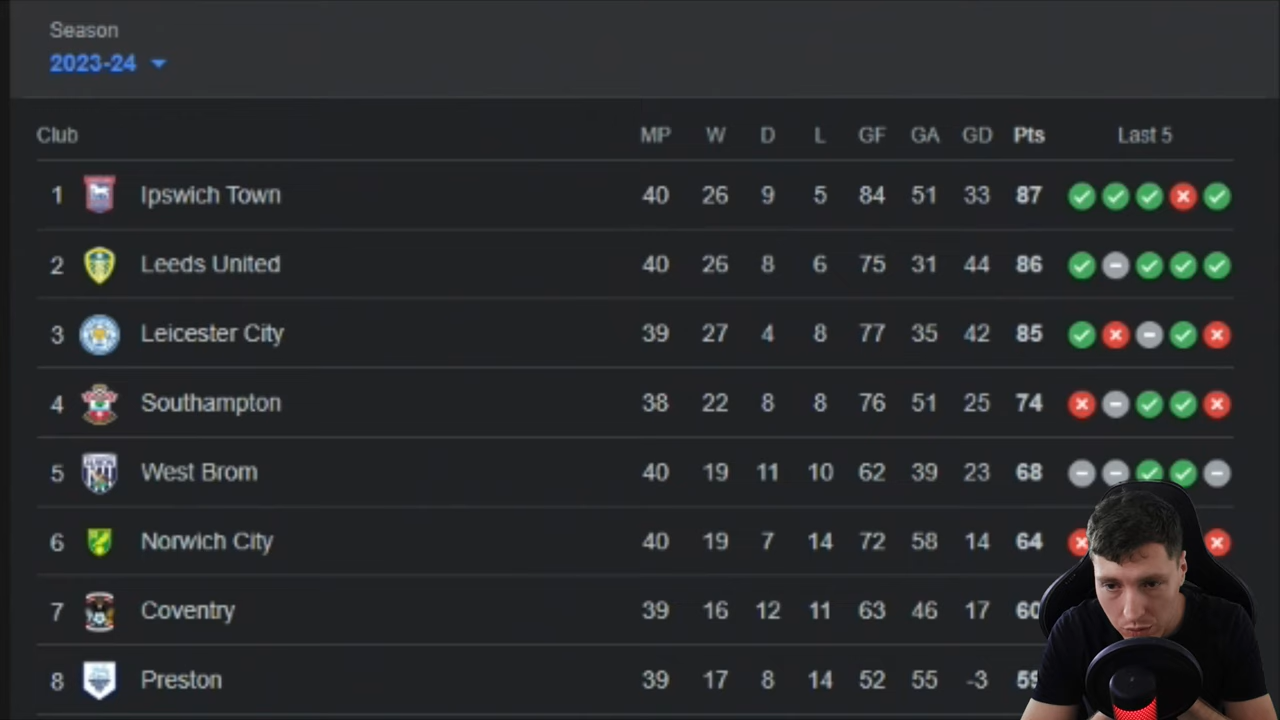 Season
2023-24
Club MP W D L GF GA GD Pts Last 5
1 Ipswich Town 40 26 9 5 84 51 33 87
2 Leeds United 40 26 8 6 75 31 44 86
3 Leicester City 39 27 4 8 77 35 42 85
4 Southampton 38 22 8 8 76 51 25 74
5 West Brom 40 19 11 10 62 39 23 68
6 Norwich City 40 19 7 14 72 58 14 64
7 Coventry 39 16 12 11 63 46 17 60
8 Preston 39 17 8 14 52 55 -3 59